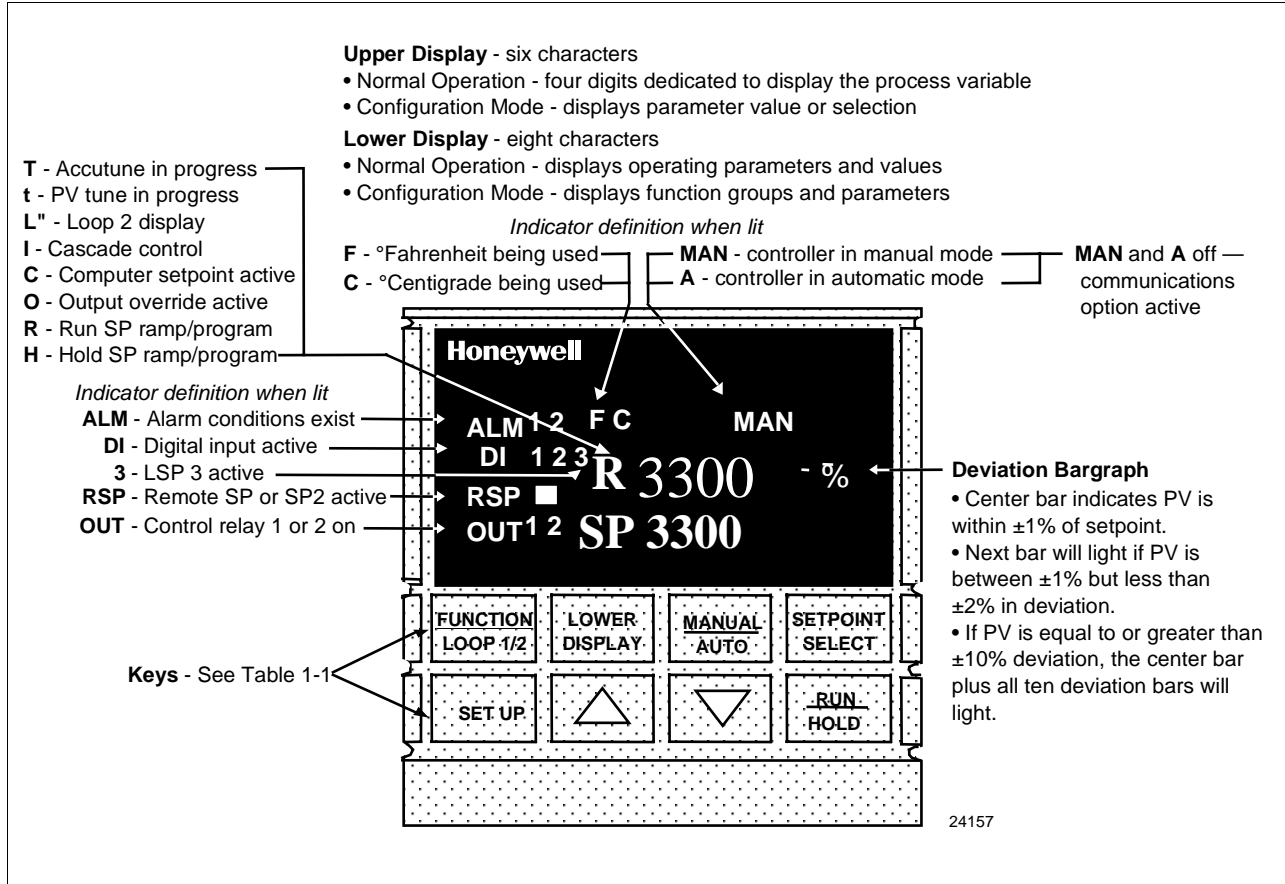 Upper Display - six characters
• Normal Operation - four digits dedicated to display the process variable
• Configuration Mode - displays parameter value or selection
Lower Display - eight characters
• Normal Operation - displays operating parameters and values
• Configuration Mode - displays function groups and parameters
T - Accutune in progress
t - PV tune in progress
L" - Loop 2 display
I - Cascade control
C - Computer setpoint active
O - Output override active
R - Run SP ramp/program
H - Hold SP ramp/program
Indicator definition when lit
F - °Fahrenheit being used
C - °Centigrade being used
MAN - controller in manual mode
A - controller in automatic mode
MAN and A off —
communications
option active
Indicator definition when lit
ALM - Alarm conditions exist
DI - Digital input active
3 - LSP 3 active
RSP - Remote SP or SP2 active
OUT - Control relay 1 or 2 on
Honeywell
ALM 1 2 F C MAN
DI 1 2 3 R 3300
RSP
OUT 1 2 SP 3300
Deviation Bargraph
• Center bar indicates PV is
within ±1% of setpoint.
• Next bar will light if PV is
between ±1% but less than
±2% in deviation.
• If PV is equal to or greater than
±10% deviation, the center bar
plus all ten deviation bars will
light.
Keys - See Table 1-1
FUNCTION
LOOP 1/2
LOWER
DISPLAY
MANUAL
AUTO
SETPOINT
SELECT
SET UP
RUN
HOLD
24157